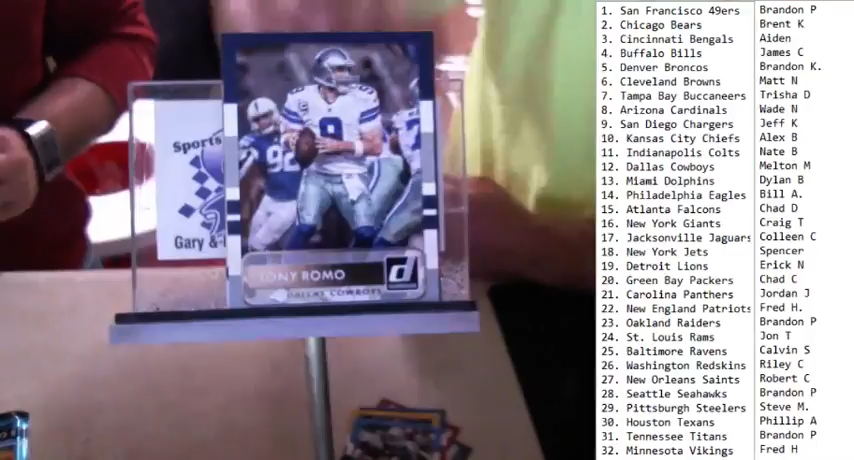 Sports
Gary &
9
92
TONY ROMO
DALLAS COWBOYS
d
1. San Francisco 49ers Brandon P
2. Chicago Bears Brent K
3. Cincinnati Bengals Aiden
4. Buffalo Bills James C
5. Denver Broncos Brandon K.
6. Cleveland Browns Matt N
7. Tampa Bay Buccaneers Trisha D
8. Arizona Cardinals Wade N
9. San Diego Chargers Jeff K
10. Kansas City Chiefs Alex B
11. Indianapolis Colts Nate B
12. Dallas Cowboys Melton M
13. Miami Dolphins Dylan B
14. Philadelphia Eagles Bill A.
15. Atlanta Falcons Chad D
16. New York Giants Craig T
17. Jacksonville Jaguars Colleen C
18. New York Jets Spencer
19. Detroit Lions Erick N
20. Green Bay Packers Chad C
21. Carolina Panthers Jordan J
22. New England Patriots Fred H.
23. Oakland Raiders Brandon P
24. St. Louis Rams Jon T
25. Baltimore Ravens Calvin S
26. Washington Redskins Riley C
27. New Orleans Saints Robert C
28. Seattle Seahawks Brandon P
29. Pittsburgh Steelers Steve M.
30. Houston Texans Phillip A
31. Tennessee Titans Brandon P
32. Minnesota Vikings Fred H